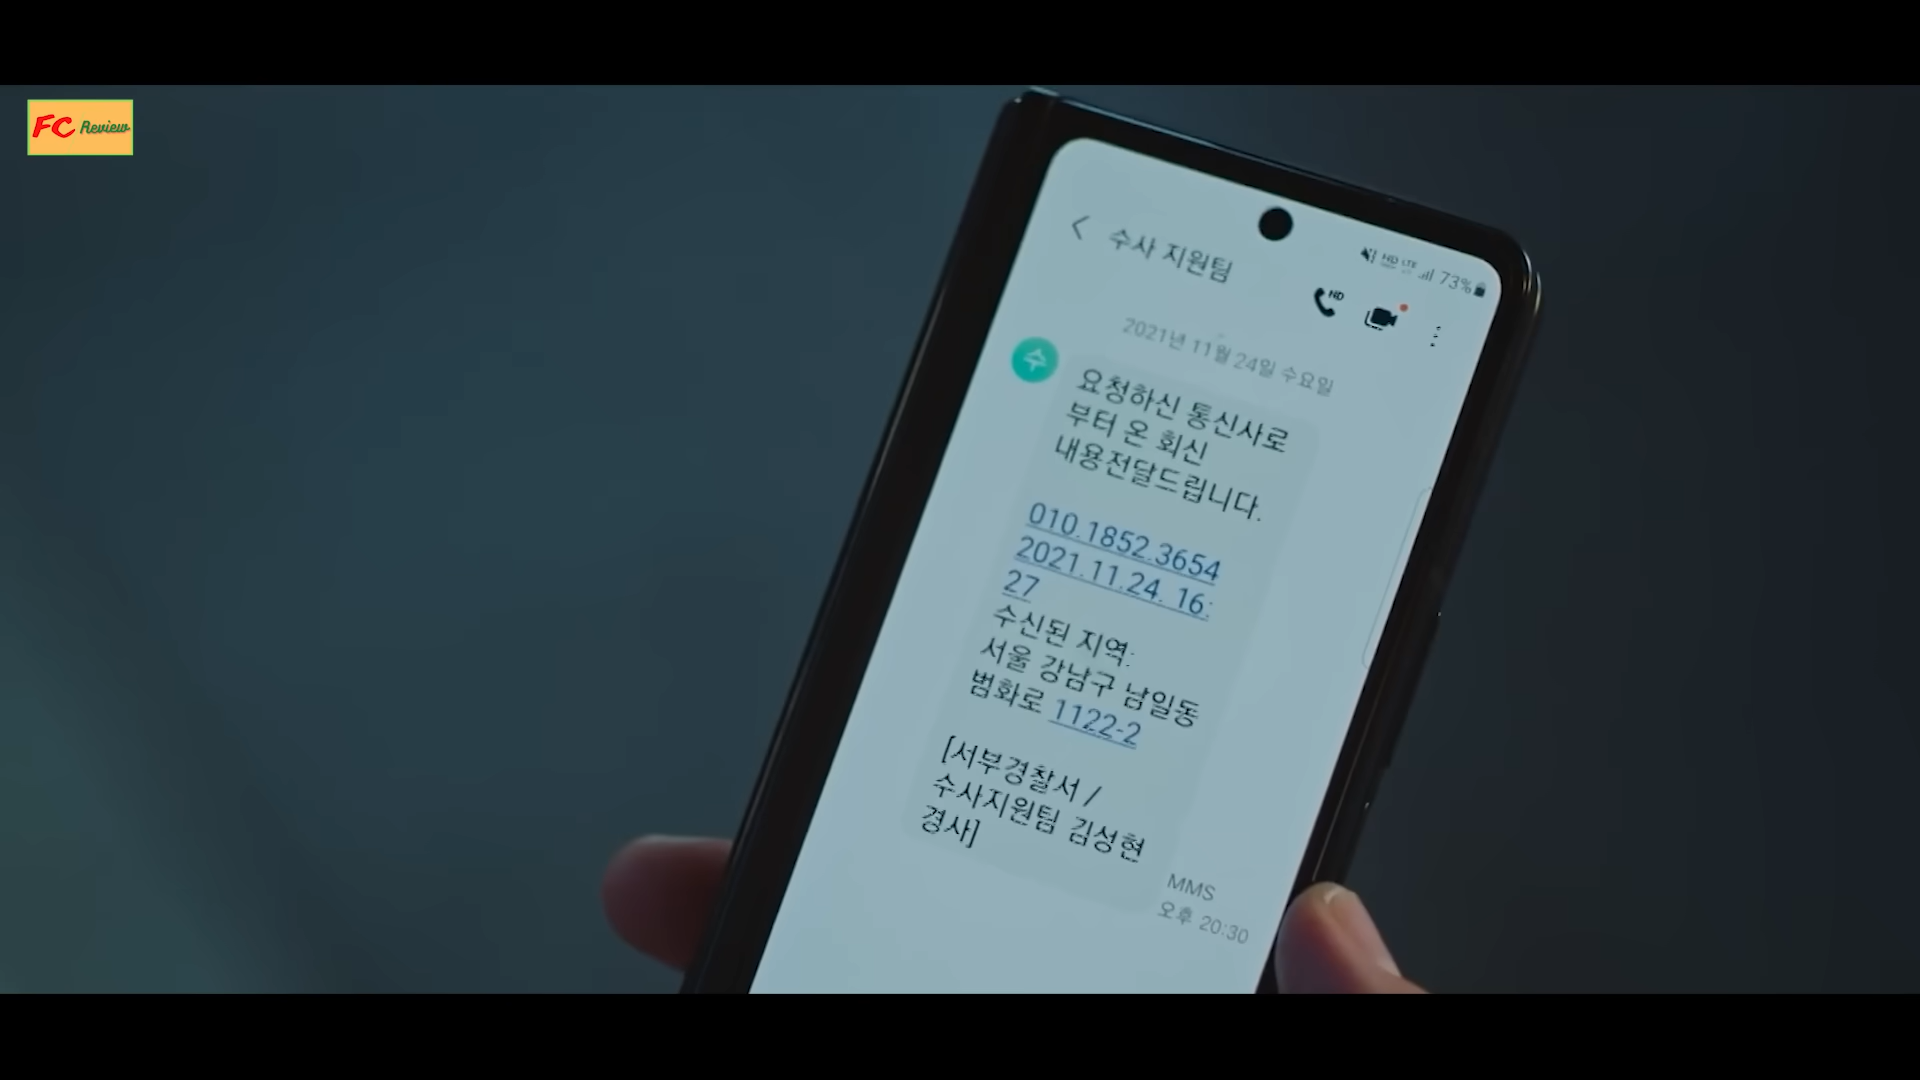 FC Review
수사 지원팀
HD LTE 73%
HD
2021년 11월 24일 수요일
수
요청하신 통신사로
부터 온 회신
내용전달드립니다.
010.1852.3654
2021.11.24. 16:
27
수신된 지역:
서울 강남구 남일동
범화로 1122-2
[서부경찰서 /
수사지원팀 김성현
경사]
MMS
오후 20:30